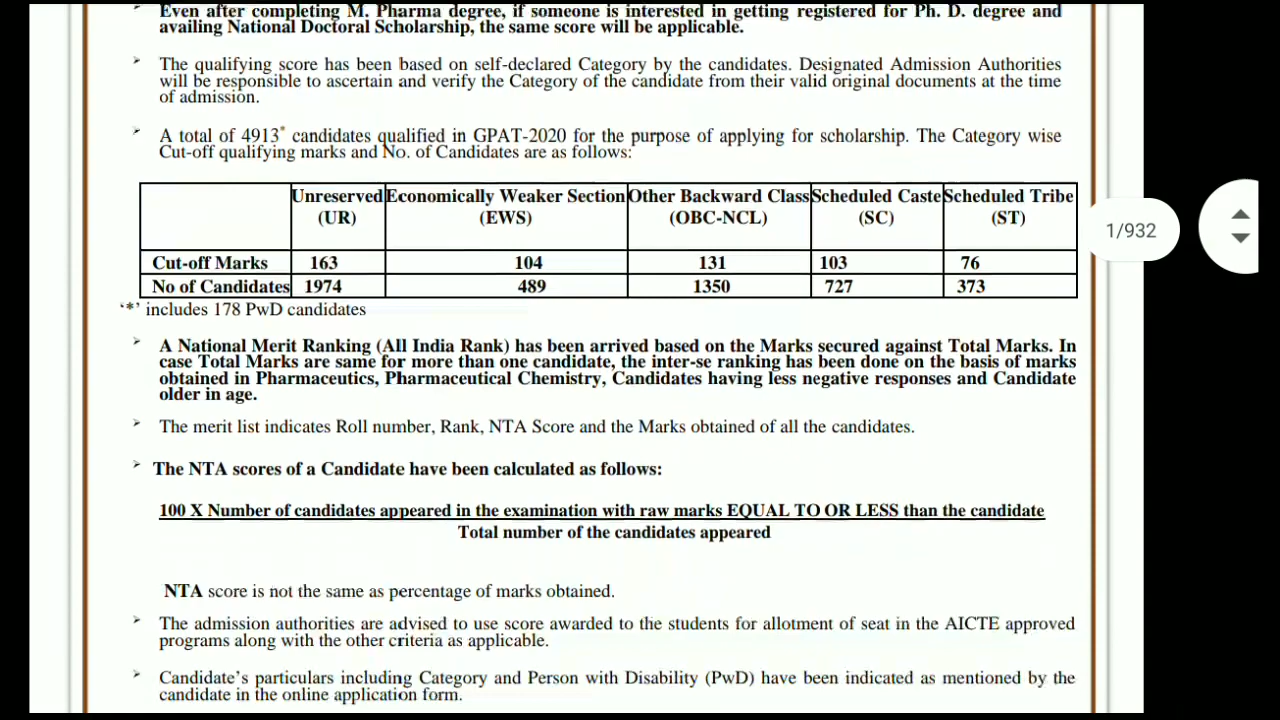 Even after completing M. Pharma degree, if someone is interested in getting registered for Ph. D. degree and
availing National Doctoral Scholarship, the same score will be applicable.
The qualifying score has been based on self-declared Category by the candidates. Designated Admission Authorities
will be responsible to ascertain and verify the Category of the candidate from their valid original documents at the time
of admission.
A total of 4913* candidates qualified in GPAT-2020 for the purpose of applying for scholarship. The Category wise
Cut-off qualifying marks and No. of Candidates are as follows:
Unreserved Economically Weaker Section Other Backward Class Scheduled Caste Scheduled Tribe
(UR) (EWS) (OBC-NCL) (SC) (ST)
1/932
Cut-off Marks 163 104 131 103 76
No of Candidates 1974 489 1350 727 373
‘*’ includes 178 PwD candidates
A National Merit Ranking (All India Rank) has been arrived based on the Marks secured against Total Marks. In
case Total Marks are same for more than one candidate, the inter-se ranking has been done on the basis of marks
obtained in Pharmaceutics, Pharmaceutical Chemistry, Candidates having less negative responses and Candidate
older in age.
The merit list indicates Roll number, Rank, NTA Score and the Marks obtained of all the candidates.
The NTA scores of a Candidate have been calculated as follows:
100 X Number of candidates appeared in the examination with raw marks EQUAL TO OR LESS than the candidate
Total number of the candidates appeared
NTA score is not the same as percentage of marks obtained.
The admission authorities are advised to use score awarded to the students for allotment of seat in the AICTE approved
programs along with the other criteria as applicable.
Candidate’s particulars including Category and Person with Disability (PwD) have been indicated as mentioned by the
candidate in the online application form.